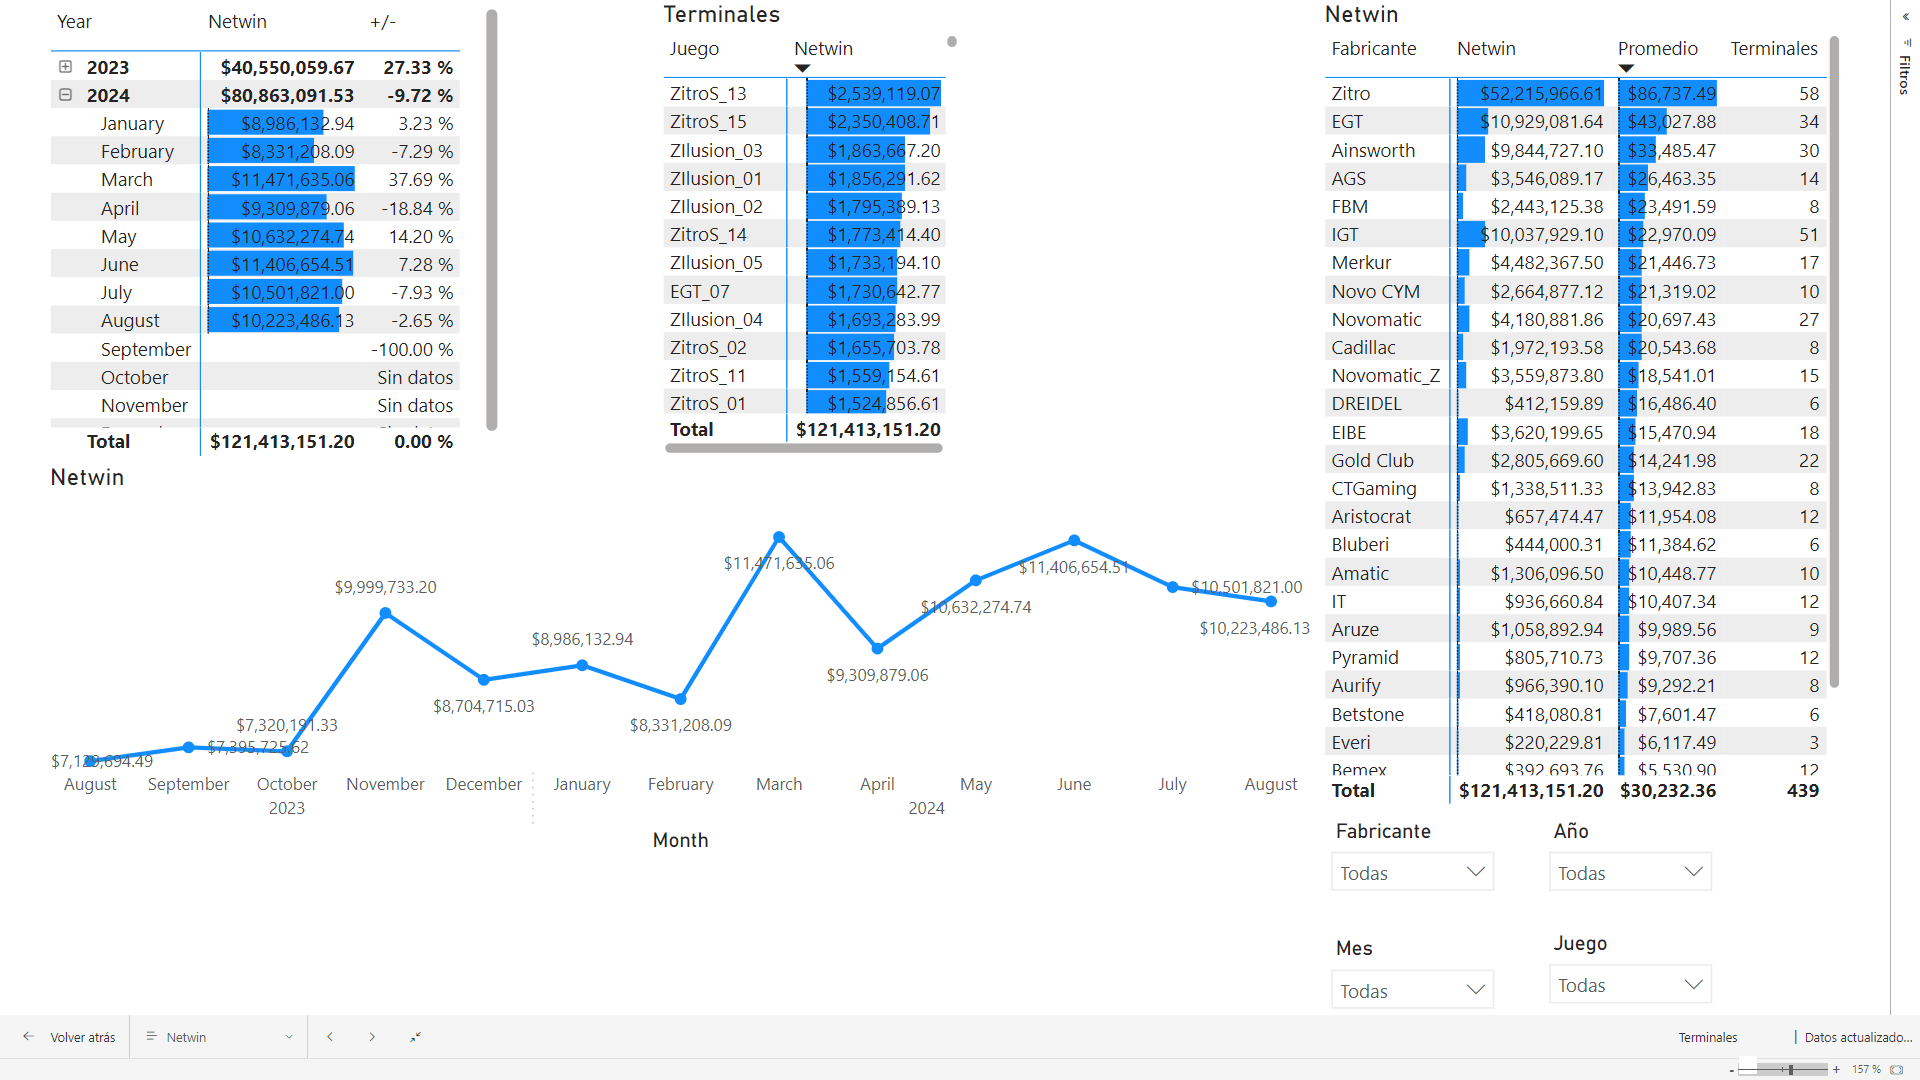 Year Netwin +/-
2023 $40,550,059.67 27.33 %
2024 $80,863,091.53 -9.72 %
January $8,986,132.94 3.23 %
February $8,331,208.09 -7.29 %
March $11,471,635.06 37.69 %
April $9,309,879.06 -18.84 %
May $10,632,274.74 14.20 %
June $11,406,654.51 7.28 %
July $10,501,821.00 -7.93 %
August $10,223,486.13 -2.65 %
September -100.00 %
October Sin datos
November Sin datos
Total $121,413,151.20 0.00 %
Terminales
Juego Netwin
ZitroS_13 $2,539,119.07
ZitroS_15 $2,350,408.71
ZIllusion_03 $1,863,667.20
ZIllusion_01 $1,856,291.62
ZIllusion_02 $1,795,389.13
ZitroS_14 $1,773,414.40
ZIllusion_05 $1,733,194.10
EGT_07 $1,730,642.77
ZIllusion_04 $1,693,283.99
ZitroS_02 $1,655,703.78
ZitroS_11 $1,559,154.61
ZitroS_01 $1,524,856.61
Total $121,413,151.20
Netwin
Fabricante Netwin Promedio Terminales
Zitro $52,215,966.61 $86,737.49 58
EGT $10,929,081.64 $43,027.88 34
Ainsworth $9,844,727.10 $33,485.47 30
AGS $3,546,089.17 $26,463.35 14
FBM $2,443,125.38 $23,491.59 8
IGT $10,037,929.10 $22,970.09 51
Merkur $4,482,367.50 $21,446.73 17
Novo CYM $2,664,877.12 $21,319.02 10
Novomatic $4,180,881.86 $20,697.43 27
Cadillac $1,972,193.58 $20,543.68 8
Novomatic_Z $3,559,873.80 $18,541.01 15
DREIDEL $412,159.89 $16,486.40 6
EIBE $3,620,199.65 $15,470.94 18
Gold Club $2,805,669.60 $14,241.98 22
CTGaming $1,338,511.33 $13,942.83 8
Aristocrat $657,474.47 $11,954.08 12
Bluberi $444,000.31 $11,384.62 6
Amatic $1,306,096.50 $10,448.77 10
IT $936,660.84 $10,407.34 12
Aruze $1,058,892.94 $9,989.56 9
Pyramid $805,710.73 $9,707.36 12
Aurify $966,390.10 $9,292.21 8
Betstone $418,080.81 $7,601.47 6
Everi $220,229.81 $6,117.49 3
Bemex $392,693.76 $5,530.90 12
Total $121,413,151.20 $30,232.36 439
Filtros
Netwin
$7,129,694.49
$7,395,725.62
$7,320,191.33
$9,999,733.20
$8,704,715.03
$8,986,132.94
$8,331,208.09
$11,471,635.06
$9,309,879.06
$10,632,274.74
$11,406,654.51
$10,501,821.00
$10,223,486.13
August September October November December January February March April May June July August
2023 2024
Month
Fabricante
Todas
Año
Todas
Mes
Todas
Juego
Todas
Volver atrás
Netwin
Terminales
Datos actualizado...
- + 157 %